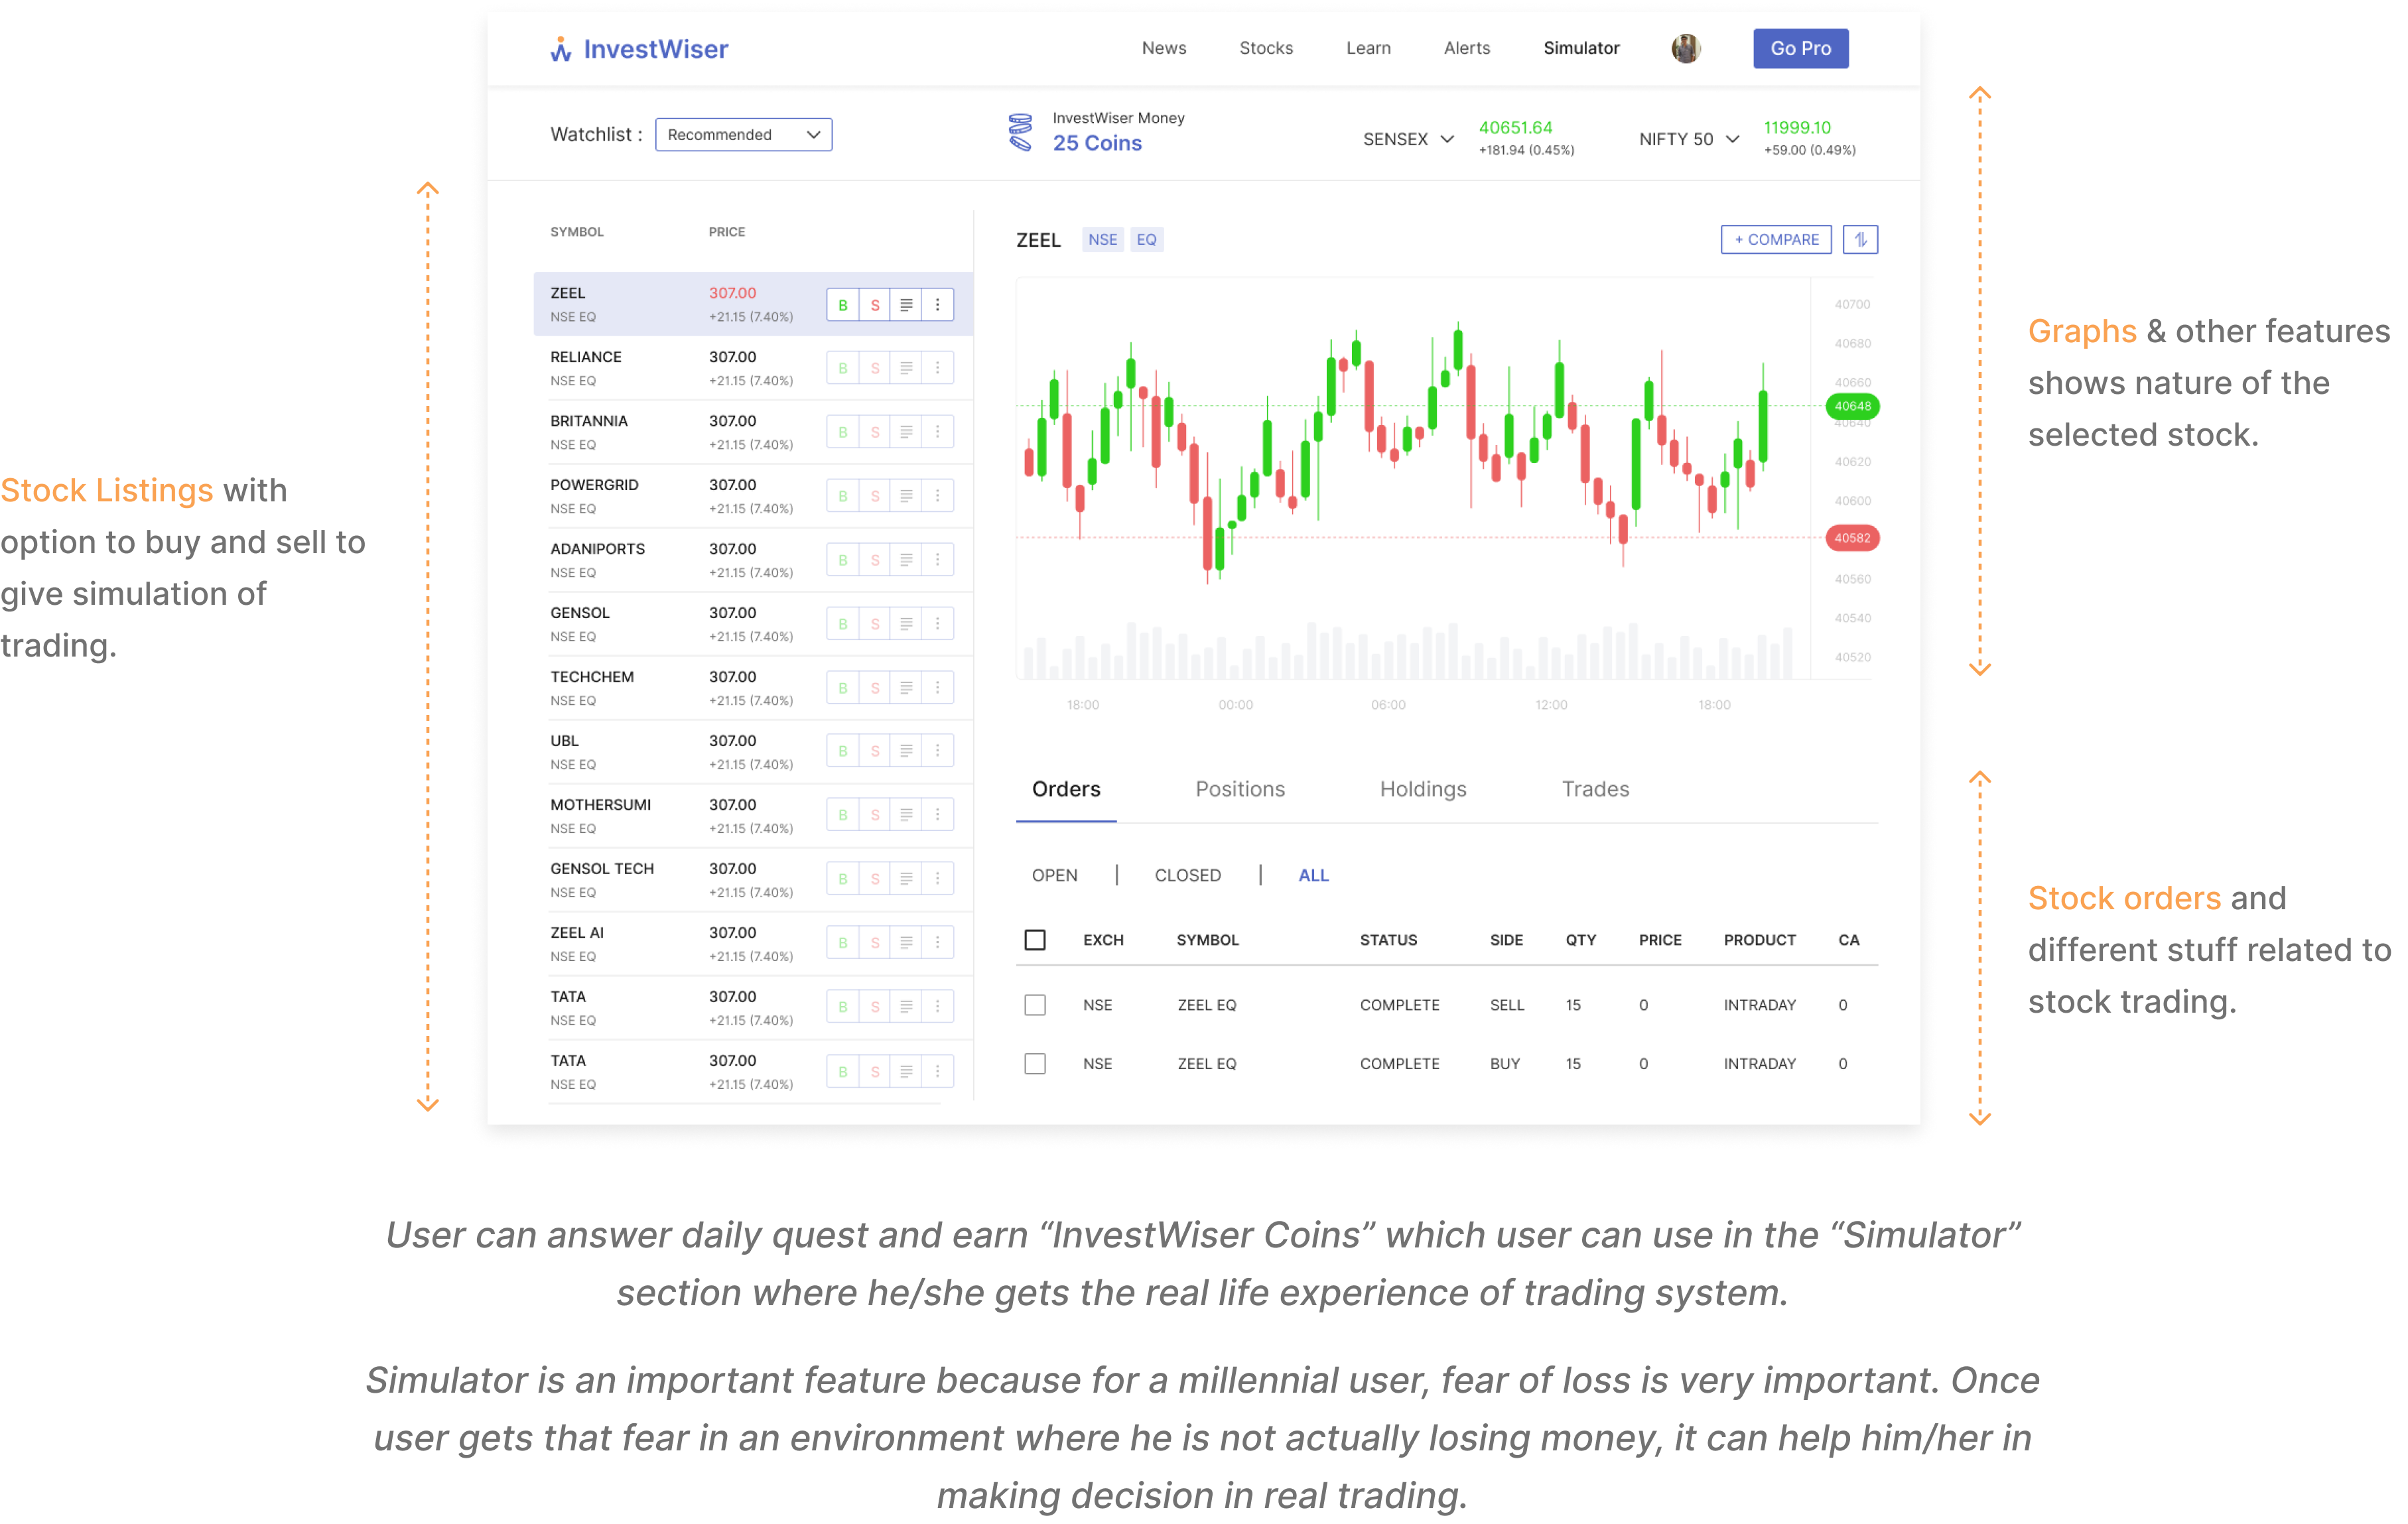 InvestWiser
News Stocks Learn Alerts Simulator Go Pro
Watchlist : Recommended
InvestWiser Money
25 Coins
SENSEX 40651.64
+181.94 (0.45%)
NIFTY 50 11999.10
+59.00 (0.49%)
Stock Listings with
option to buy and sell to
give simulation of
trading.
SYMBOL PRICE
ZEEL 307.00
NSE EQ +21.15 (7.40%) B S
RELIANCE 307.00
NSE EQ +21.15 (7.40%) B S
BRITANNIA 307.00
NSE EQ +21.15 (7.40%) B S
POWERGRID 307.00
NSE EQ +21.15 (7.40%) B S
ADANIPORTS 307.00
NSE EQ +21.15 (7.40%) B S
GENSOL 307.00
NSE EQ +21.15 (7.40%) B S
TECHCHEM 307.00
NSE EQ +21.15 (7.40%) B S
UBL 307.00
NSE EQ +21.15 (7.40%) B S
MOTHERSUMI 307.00
NSE EQ +21.15 (7.40%) B S
GENSOL TECH 307.00
NSE EQ +21.15 (7.40%) B S
ZEEL AI 307.00
NSE EQ +21.15 (7.40%) B S
TATA 307.00
NSE EQ +21.15 (7.40%) B S
TATA 307.00
NSE EQ +21.15 (7.40%) B S
ZEEL NSE EQ + COMPARE
40700
40680
40660
40648
40640
40620
40600
40582
40560
40540
40520
18:00 00:00 06:00 12:00 18:00
Graphs & other features
shows nature of the
selected stock.
Orders Positions Holdings Trades
OPEN | CLOSED | ALL
EXCH SYMBOL STATUS SIDE QTY PRICE PRODUCT CA
NSE ZEEL EQ COMPLETE SELL 15 0 INTRADAY 0
NSE ZEEL EQ COMPLETE BUY 15 0 INTRADAY 0
Stock orders and
different stuff related to
stock trading.
User can answer daily quest and earn “InvestWiser Coins” which user can use in the “Simulator”
section where he/she gets the real life experience of trading system.
Simulator is an important feature because for a millennial user, fear of loss is very important. Once
user gets that fear in an environment where he is not actually losing money, it can help him/her in
making decision in real trading.